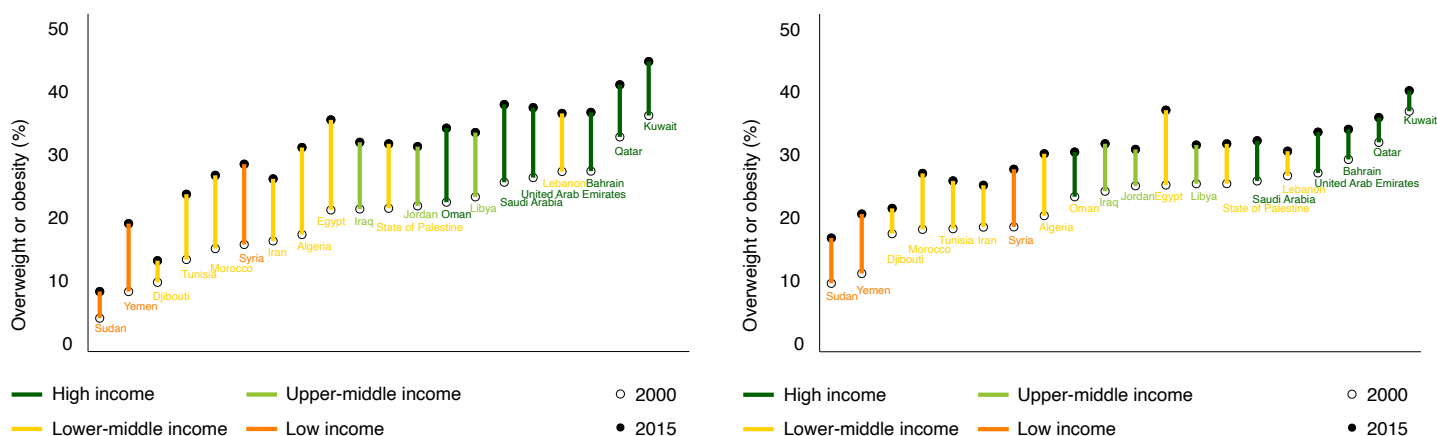 Overweight or obesity (%)
50
40
30
20
10
0
Sudan
Yemen
Djibouti
Tunisia
Morocco
Syria
Iran
Algeria
Egypt
Iraq
State of Palestine
Jordan
Oman
Libya
Saudi Arabia
United Arab Emirates
Lebanon
Bahrain
Qatar
Kuwait
High income
Upper-middle income
2000
Lower-middle income
Low income
2015
Overweight or obesity (%)
50
40
30
20
10
0
Sudan
Yemen
Djibouti
Morocco
Tunisia
Iran
Syria
Algeria
Oman
Iraq
Jordan
Egypt
Libya
State of Palestine
Saudi Arabia
Lebanon
United Arab Emirates
Bahrain
Qatar
Kuwait
High income
Upper-middle income
2000
Lower-middle income
Low income
2015